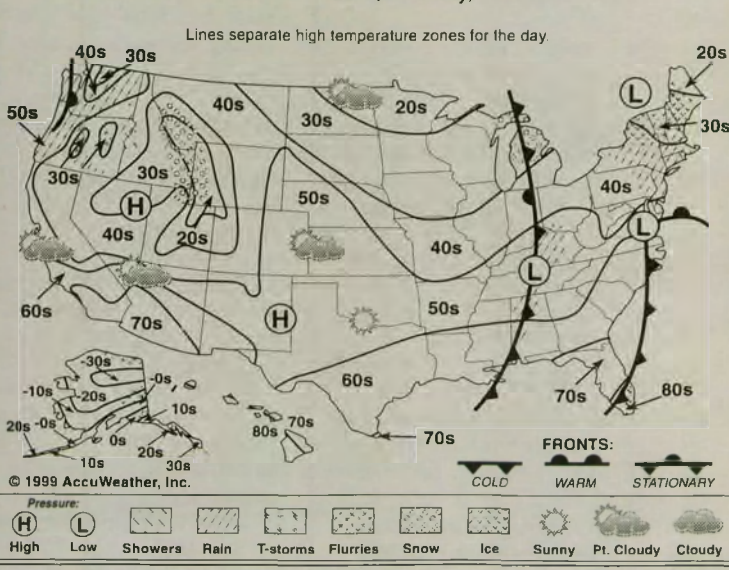 Lines separate high temperature zones for the day.
40s
30s
20s
50s
40s
30s
20s
30s
L
30s
30s
50s
40s
H
40s
20s
40s
L
L
60s
70s
H
50s
60s
70s
80s
70s
-30s
-20s
-10s
-0s
-0s
20s
10s
0s
10s
20s
30s
80s
70s
© 1999 AccuWeather, Inc.
FRONTS:
COLD WARM STATIONARY
Pressure:
H L
High Low Showers Rain T-storms Flurries Snow Ice Sunny Pt. Cloudy Cloudy